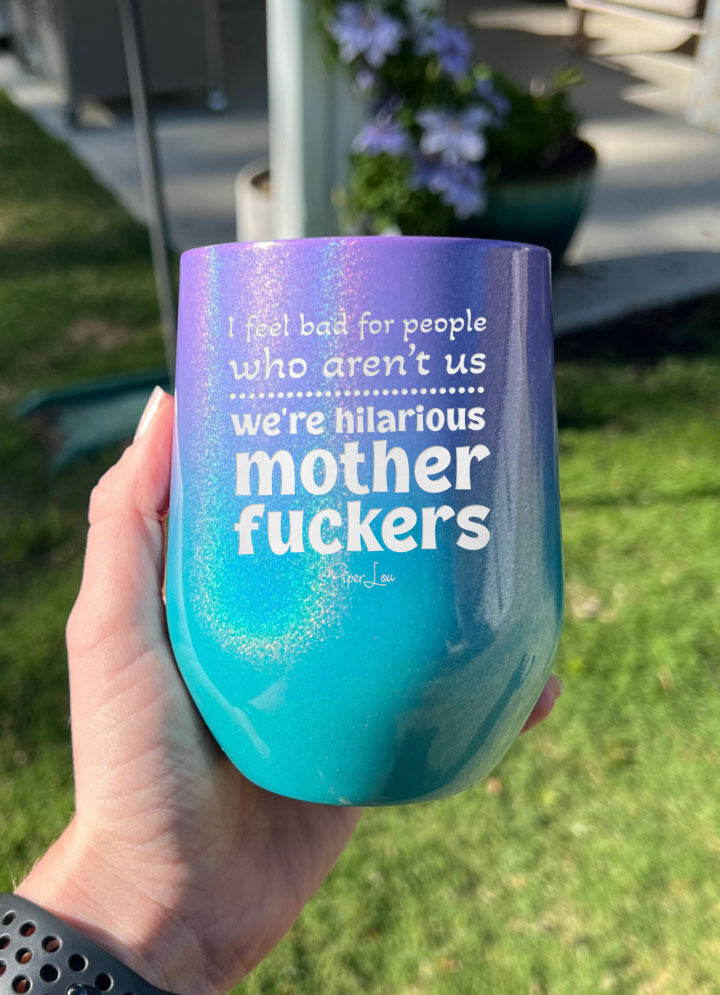 I feel bad for people
who aren't us
we're hilarious
mother
fuckers
Piper Lou